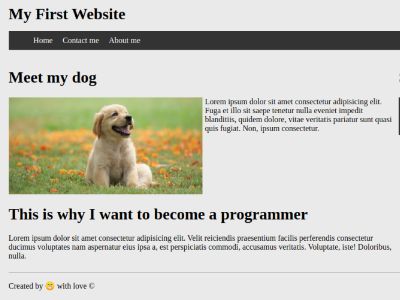 My First Website
Home Contact me About me
Meet my dog
Lorem ipsum dolor sit amet consectetur adipisicing elit.
Fuga et illo sit saepe tenetur nulla eveniet impedit
blanditiis, quidem dolore, vitae veritatis pariatur sunt quasi
quis fugiat. Non, ipsum consectetur.
This is why I want to become a programmer
Lorem ipsum dolor sit amet consectetur adipisicing elit. Velit reiciendis praesentium facilis perferendis consectetur
ducimus voluptates nam aspernatur eius ipsa a, est perspiciatis commodi, accusamus veritatis. Voluptate, iste! Doloribus,
nulla.
Created by 😁 with love ©